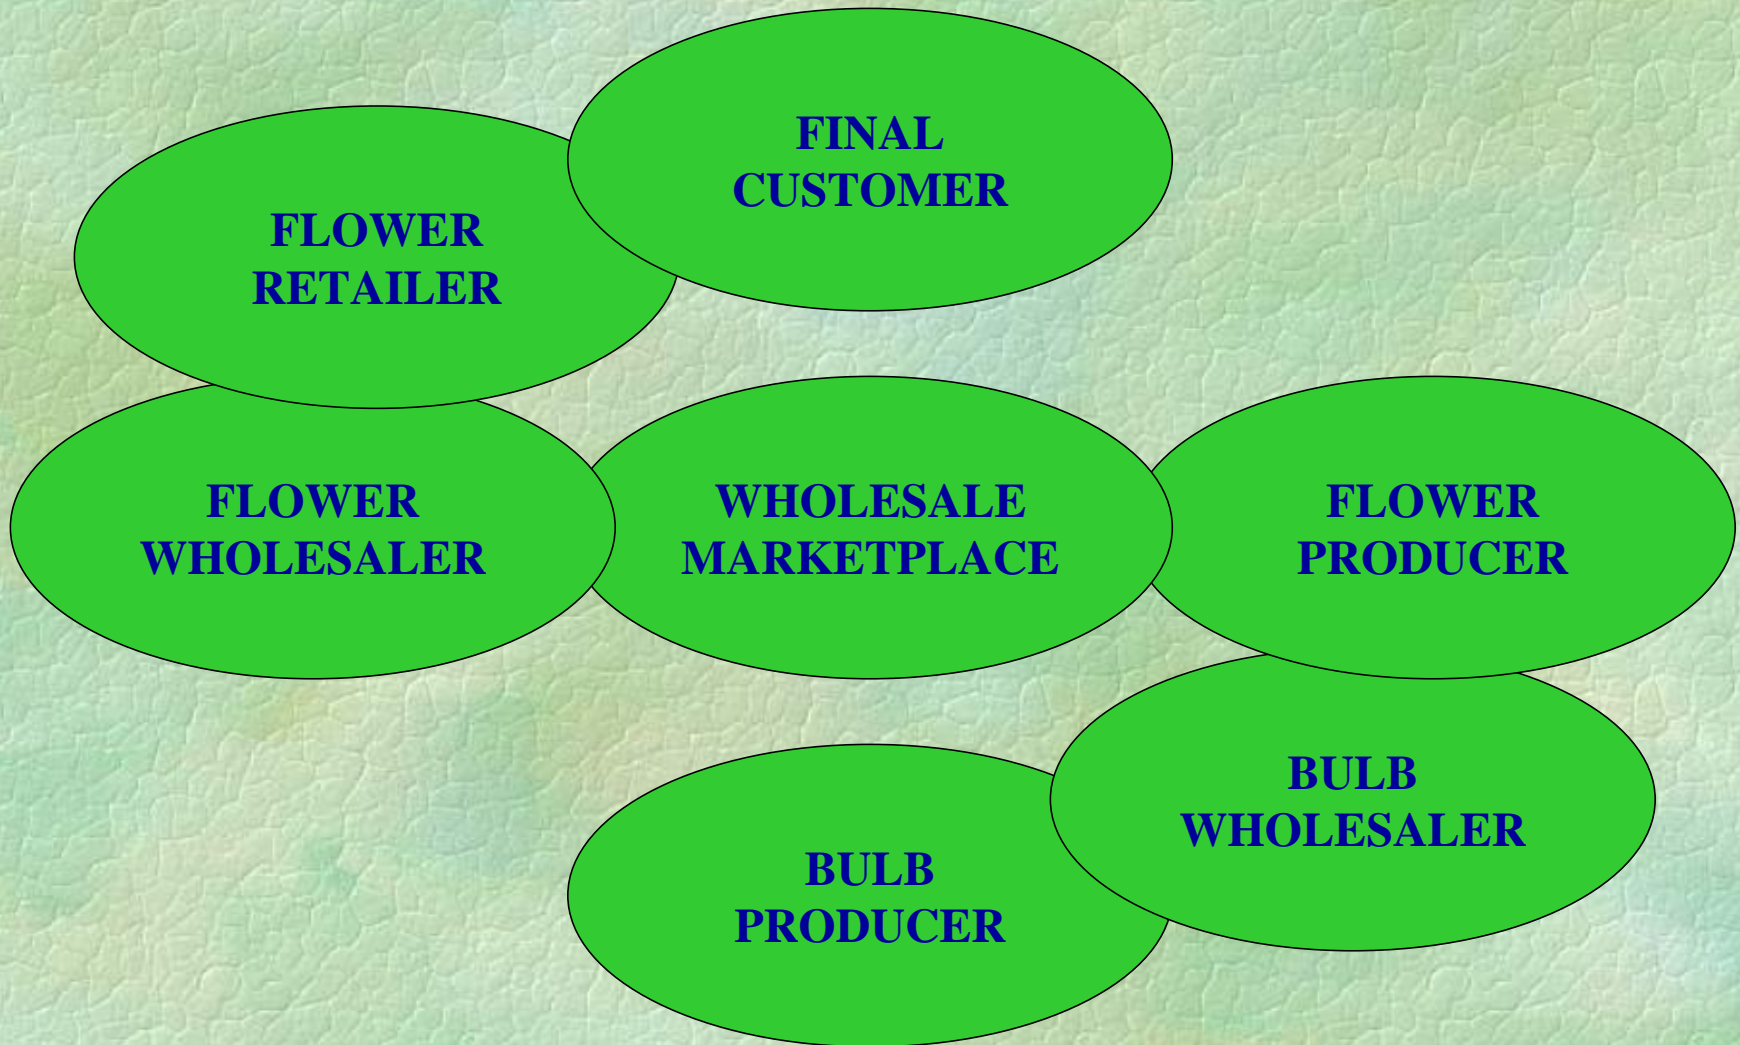 FINAL
CUSTOMER
FLOWER
RETAILER
FLOWER
WHOLESALER
WHOLESALE
MARKETPLACE
FLOWER
PRODUCER
BULB
WHOLESALER
BULB
PRODUCER